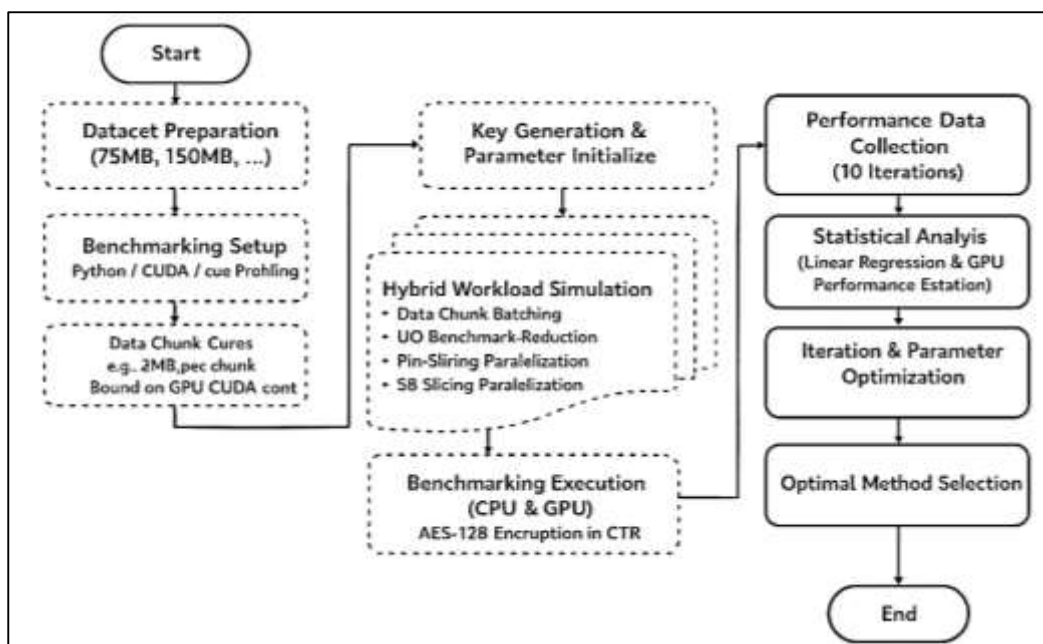 Start
Datacet Preparation
(75MB, 150MB, ...)
Benchmarking Setup
Python / CUDA / cue Prohling
Data Chunk Cures
e.g.. 2MB,pec chunk
Bound on GPU CUDA cont
Key Generation &
Parameter Initialize
Hybrid Workload Simulation
• Data Chunk Batching
• UO Benchmark-Reduction
• Pin-Sliring Paralelization
• S8 Slicing Paralelization
Benchmarking Execution
(CPU & GPU)
AES-128 Encryption in CTR
Performance Data
Collection
(10 Iterations)
Statistical Analyis
(Linear Regression & GPU
Performance Estation)
Iteration & Parameter
Optimization
Optimal Method Selection
End